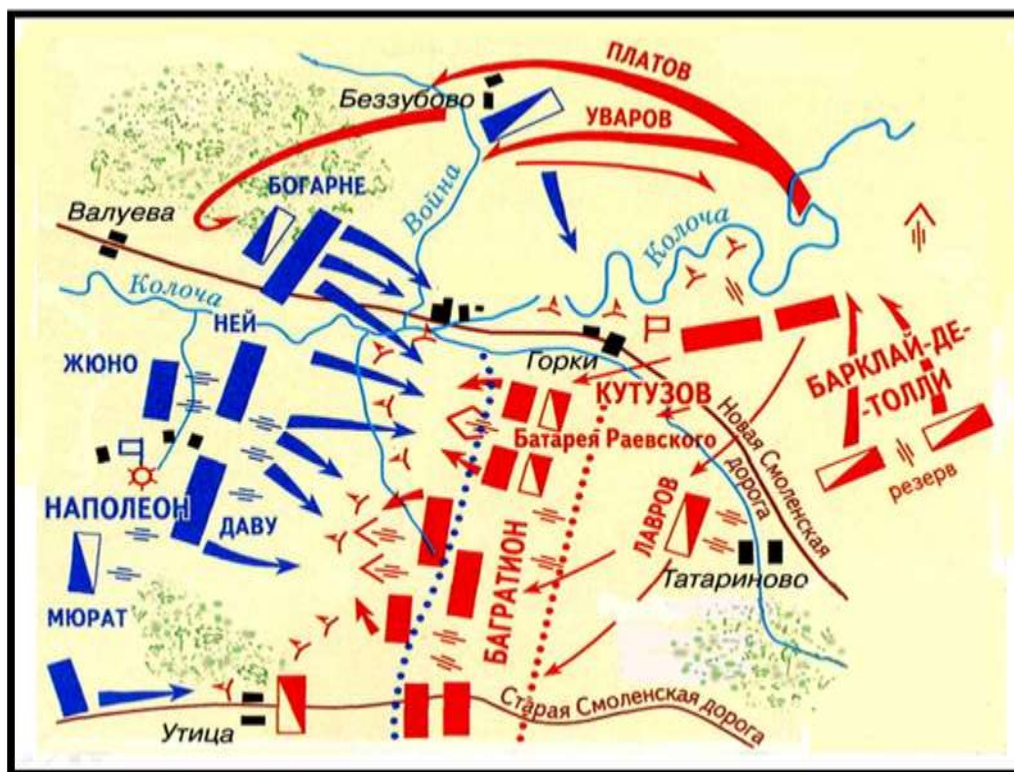 ПЛАТОВ
Беззубово
УВАРОВ
БОГАРНЕ
Война
Валуева
Колоча
Колоча
НЕЙ
ЖЮНО
Горки
КУТУЗОВ
БАРКЛАЙ-ДЕ-
-ТОЛЛИ
Новая Смоленская
дорога
Батарея Раевского
резерв
НАПОЛЕОН
ДАВУ
ЛАВРОВ
Татариново
МЮРАТ
БАГРАТИОН
Утица
Старая Смоленская дорога